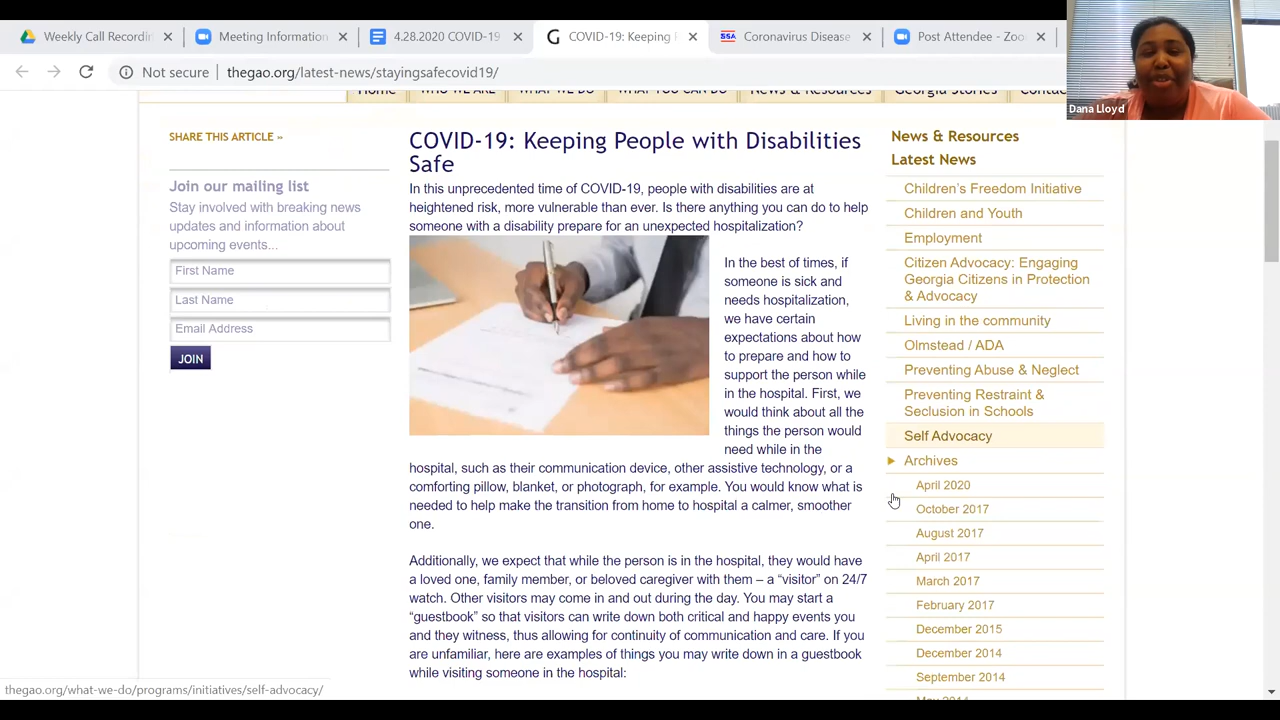 Weekly Call Recordi
Meeting Information
4.28.2020 COVID-19
COVID-19: Keeping
SSA
Coronavirus Disease
Post Attendee - Zoo
Not secure
thegao.org/latest-news/stayingsafecovid19/
Home
WHO WE ARE
WHAT WE DO
WHAT YOU CAN DO
News & Resources
Georgia Stories
Dana Lloyd
SHARE THIS ARTICLE »
Join our mailing list
Stay involved with breaking news
updates and information about
upcoming events...
First Name
Last Name
Email Address
JOIN
COVID-19: Keeping People with Disabilities
Safe
In this unprecedented time of COVID-19, people with disabilities are at
heightened risk, more vulnerable than ever. Is there anything you can do to help
someone with a disability prepare for an unexpected hospitalization?
In the best of times, if
someone is sick and
needs hospitalization,
we have certain
expectations about how
to prepare and how to
support the person while
in the hospital. First, we
would think about all the
things the person would
need while in the
hospital, such as their communication device, other assistive technology, or a
comforting pillow, blanket, or photograph, for example. You would know what is
needed to help make the transition from home to hospital a calmer, smoother
one.
Additionally, we expect that while the person is in the hospital, they would have
a loved one, family member, or beloved caregiver with them – a “visitor” on 24/7
watch. Other visitors may come in and out during the day. You may start a
“guestbook” so that visitors can write down both critical and happy events you
and they witness, thus allowing for continuity of communication and care. If you
are unfamiliar, here are examples of things you may write down in a guestbook
while visiting someone in the hospital:
News & Resources
Latest News
Children’s Freedom Initiative
Children and Youth
Employment
Citizen Advocacy: Engaging
Georgia Citizens in Protection
& Advocacy
Living in the community
Olmstead / ADA
Preventing Abuse & Neglect
Preventing Restraint &
Seclusion in Schools
Self Advocacy
Archives
April 2020
October 2017
August 2017
April 2017
March 2017
February 2017
December 2015
December 2014
September 2014
May 2014
thegao.org/what-we-do/programs/initiatives/self-advocacy/